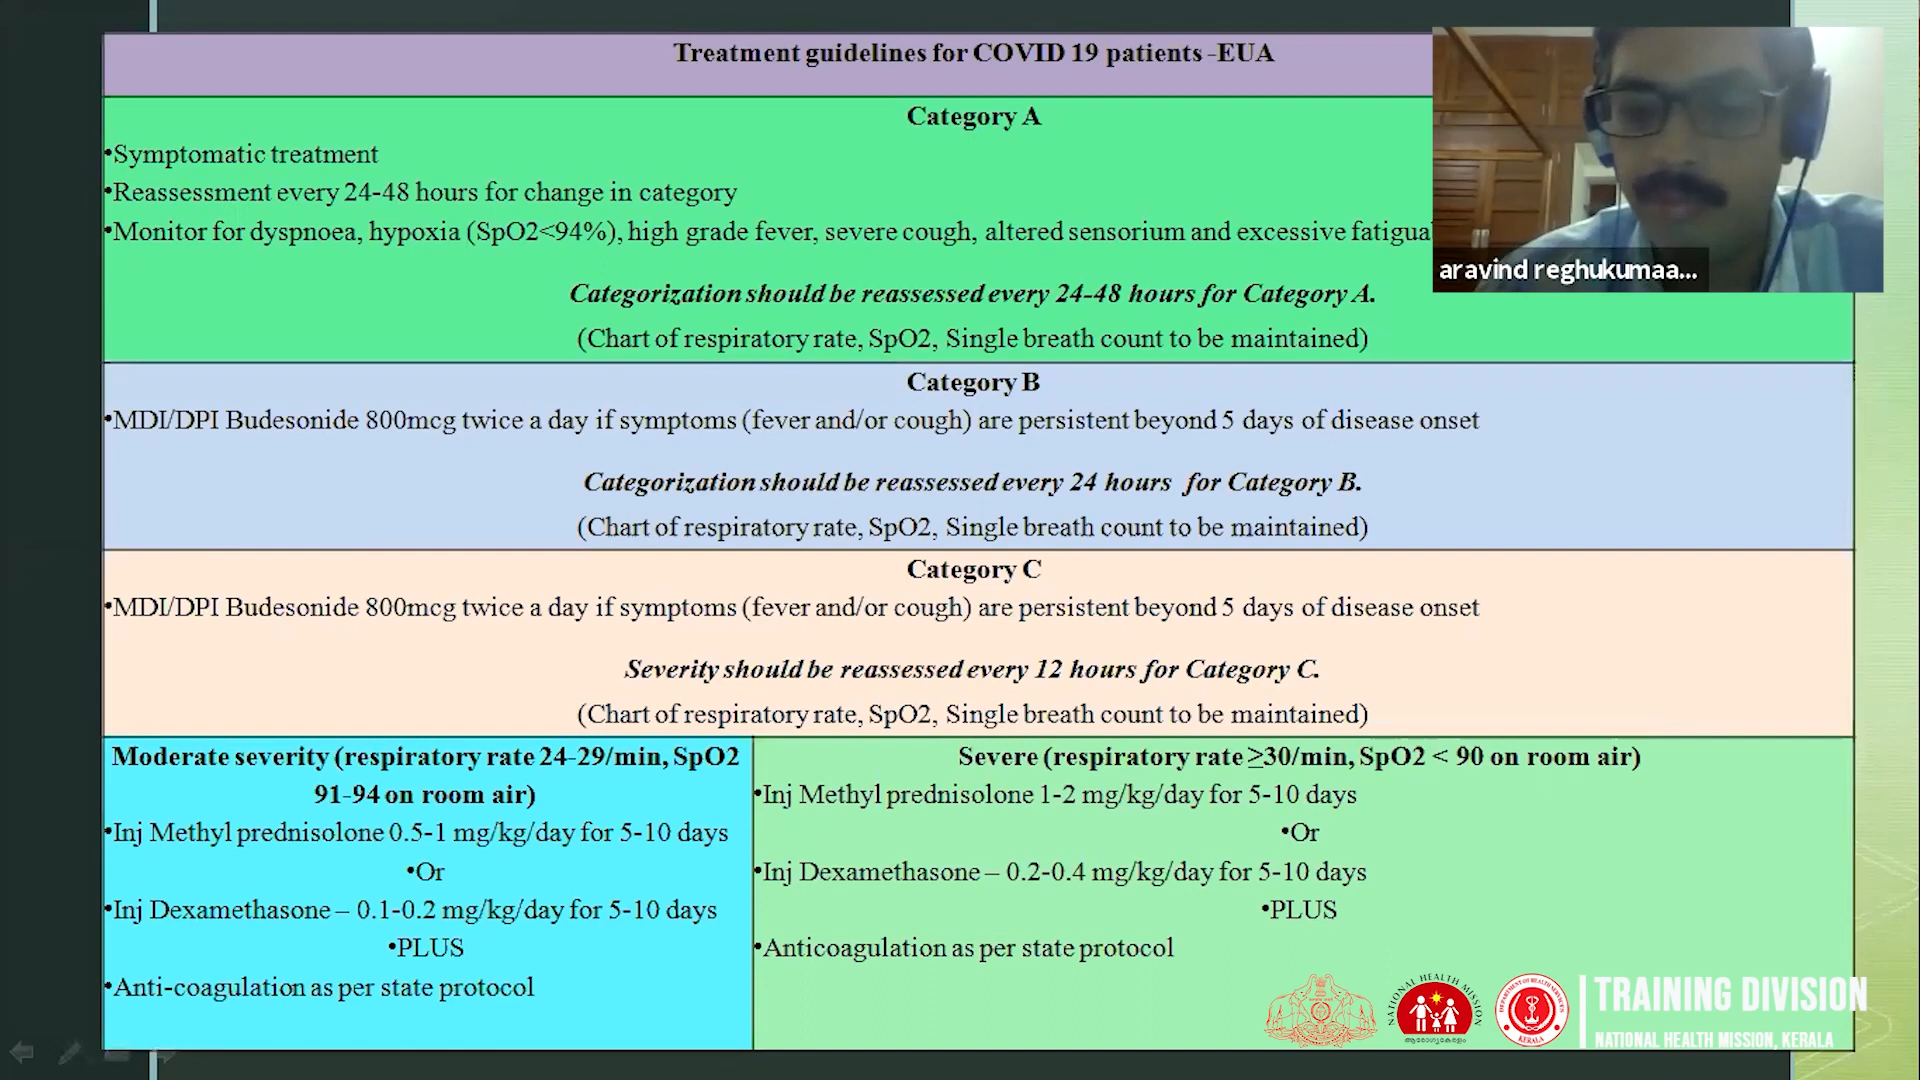 Treatment guidelines for COVID 19 patients -EUA
Category A
•Symptomatic treatment
•Reassessment every 24-48 hours for change in category
•Monitor for dyspnoea, hypoxia (SpO2<94%), high grade fever, severe cough, altered sensorium and excessive
aravind reghukumaa...
Categorization should be reassessed every 24-48 hours for Category A.
(Chart of respiratory rate, SpO2, Single breath count to be maintained)
Category B
•MDI/DPI Budesonide 800mcg twice a day if symptoms (fever and/or cough) are persistent beyond 5 days of disease onset
Categorization should be reassessed every 24 hours for Category B.
(Chart of respiratory rate, SpO2, Single breath count to be maintained)
Category C
•MDI/DPI Budesonide 800mcg twice a day if symptoms (fever and/or cough) are persistent beyond 5 days of disease onset
Severity should be reassessed every 12 hours for Category C.
(Chart of respiratory rate, SpO2, Single breath count to be maintained)
Moderate severity (respiratory rate 24-29/min, SpO2
91-94 on room air)
•Inj Methyl prednisolone 0.5-1 mg/kg/day for 5-10 days
•Or
•Inj Dexamethasone – 0.1-0.2 mg/kg/day for 5-10 days
•PLUS
•Anti-coagulation as per state protocol
Severe (respiratory rate ≥30/min, SpO2 < 90 on room air)
•Inj Methyl prednisolone 1-2 mg/kg/day for 5-10 days
•Or
•Inj Dexamethasone – 0.2-0.4 mg/kg/day for 5-10 days
•PLUS
•Anticoagulation as per state protocol
NATIONAL HEALTH MISSION
ആരോഗ്യകേരളം
DEPARTMENT OF HEALTH SERVICES
KERALA
TRAINING DIVISION
NATIONAL HEALTH MISSION, KERALA